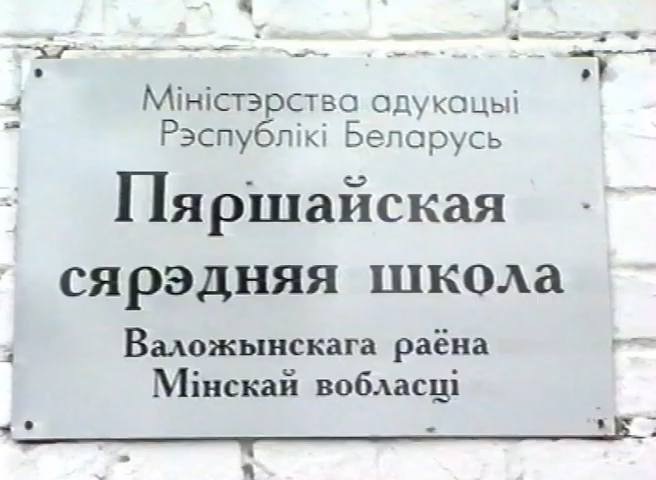 Міністэрства адукацыі
Рэспублікі Беларусь
Пяршайская
сярэдняя школа
Валожынскага раёна
Мінскай вобласці